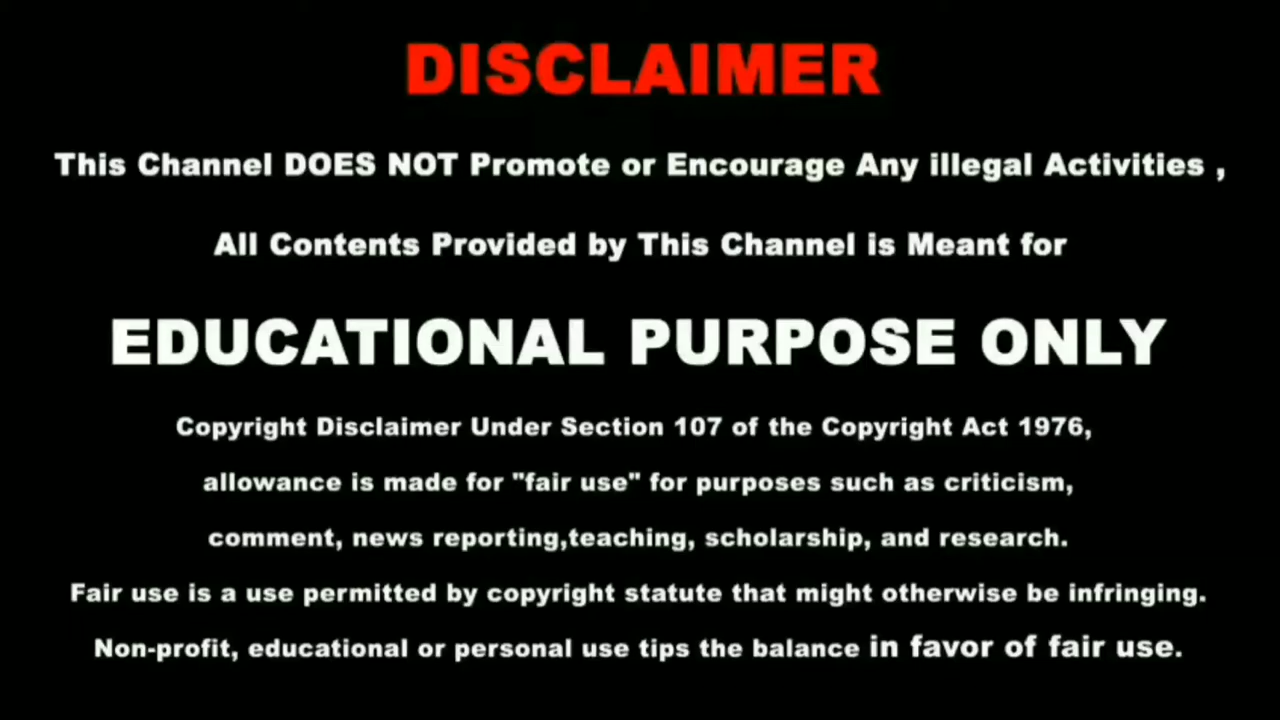 DISCLAIMER
This Channel DOES NOT Promote or Encourage Any illegal Activities ,
All Contents Provided by This Channel is Meant for
EDUCATIONAL PURPOSE ONLY
Copyright Disclaimer Under Section 107 of the Copyright Act 1976,
allowance is made for "fair use" for purposes such as criticism,
comment, news reporting,teaching, scholarship, and research.
Fair use is a use permitted by copyright statute that might otherwise be infringing.
Non-profit, educational or personal use tips the balance in favor of fair use.